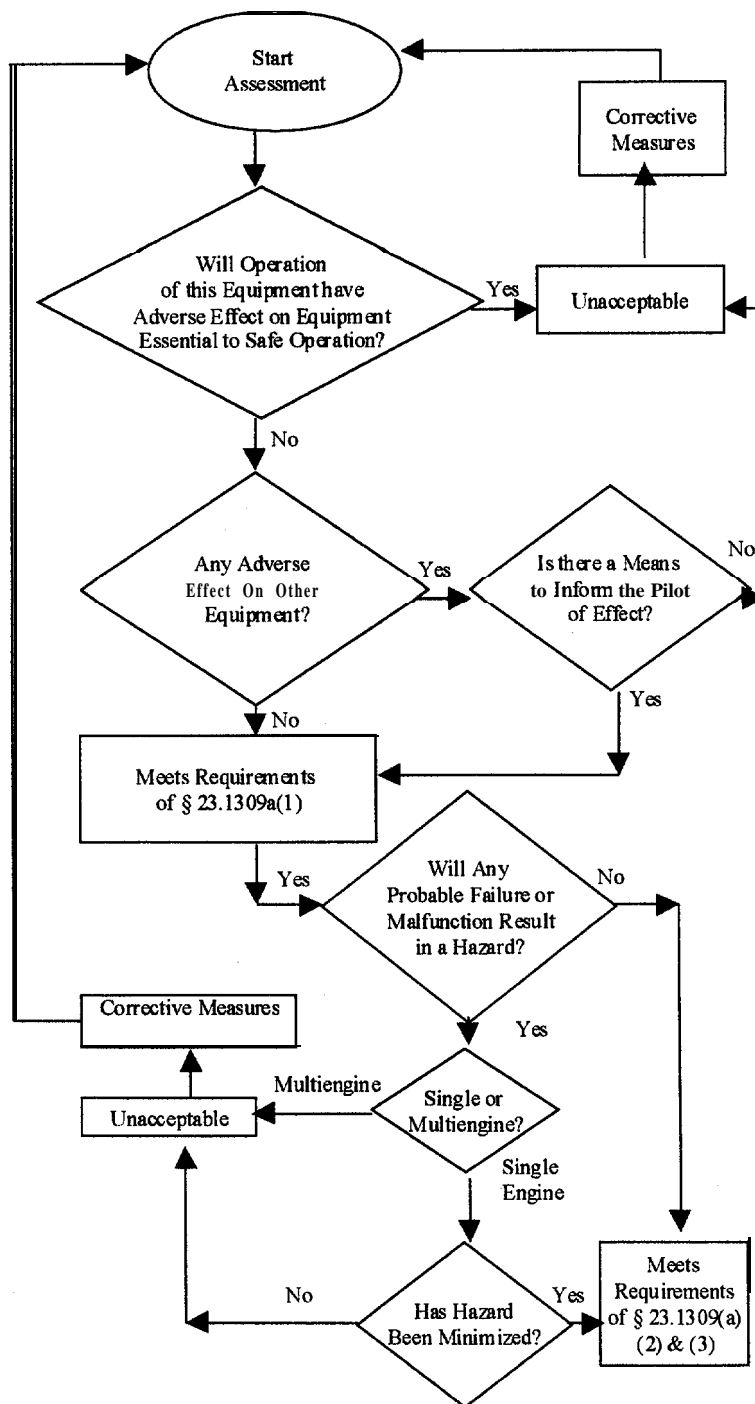 Start
Assessment
Corrective
Measures
Will Operation
of this Equipment have
Adverse Effect on Equipment
Essential to Safe Operation?
Yes
Unacceptable
No
Any Adverse
Effect On Other
Equipment?
Yes
Is there a Means
to Inform the Pilot
of Effect?
No
Yes
No
Meets Requirements
of § 23.1309a(1)
Yes
Will Any
Probable Failure or
Malfunction Result
in a Hazard?
No
Yes
Corrective Measures
Multiengine
Unacceptable
Single or
Multiengine?
Single
Engine
No
Has Hazard
Been Minimized?
Yes
Meets
Requirements
of § 23.1309(a)
(2) & (3)